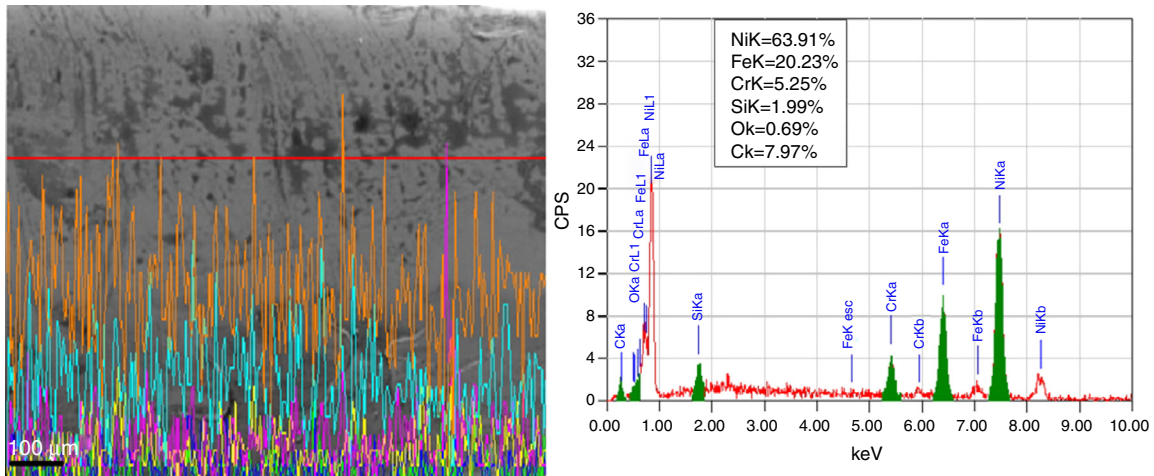 100 μm
CPS
36
32
28
24
20
16
12
8
4
0
NiK=63.91%
FeK=20.23%
CrK=5.25%
SiK=1.99%
Ok=0.69%
Ck=7.97%
CKa
OKa CrL1
CrLa
FeL1
FeLa
NiL1
NiLa
SiKa
FeK esc
CrKa
CrKb
FeKa
FeKb
NiKa
NiKb
0.00 1.00 2.00 3.00 4.00 5.00 6.00 7.00 8.00 9.00 10.00
keV